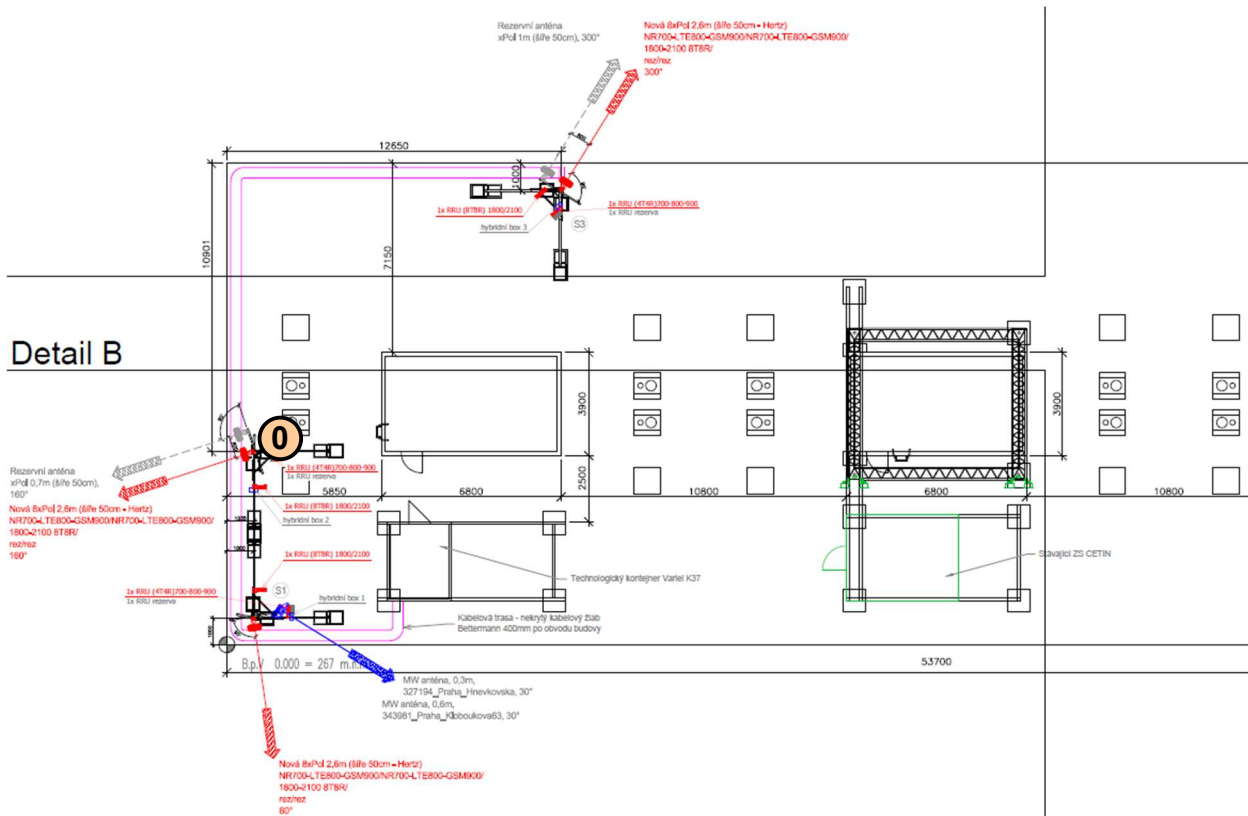 Rezervní anténa
xPol 1m (šíře 50cm), 300°
Nová 8xPol 2,6m (šíře 50cm - Hertz)
NR700-LTE800-GSM900/NR700-LTE800-GSM900/
1800-2100 8T8R/
rez/rez
300°
12650
1000
1x RRU (8T8R) 1800/2100
hybridní box 3
1x RRU (4T4R)700-800-900
1x RRU rezerva
S3
10901
7150
Detail B
3900
3900
0
Rezervní anténa
xPol 0,7m (šíře 50cm),
160°
Nová 8xPol 2,6m (šíře 50cm - Hertz)
NR700-LTE800-GSM900/NR700-LTE800-GSM900/
1800-2100 8T8R/
rez/rez
160°
1x RRU (4T4R)700-800-900
1x RRU rezerva
2500
5850
6800
10800
6800
10800
1x RRU (8T8R) 1800/2100
hybridní box 2
1000
1x RRU (8T8R) 1800/2100
Stávající ZS CETIN
Technologický kontejner Variel K37
1x RRU (4T4R)700-800-900
1x RRU rezerva
S1
hybridní box 1
Kabelová trasa - nekrytý kabelový žlab
Bettermann 400mm po obvodu budovy
B.p.V 0.000 = 267 m.n.
53700
MW anténa, 0,3m,
327194_Praha_Hnevkovska, 30°
MW anténa, 0,6m,
343981_Praha_Kloboukova63, 30°
Nová 8xPol 2,6m (šíře 50cm - Hertz)
NR700-LTE800-GSM900/NR700-LTE800-GSM900/
1800-2100 8T8R/
rez/rez
80°